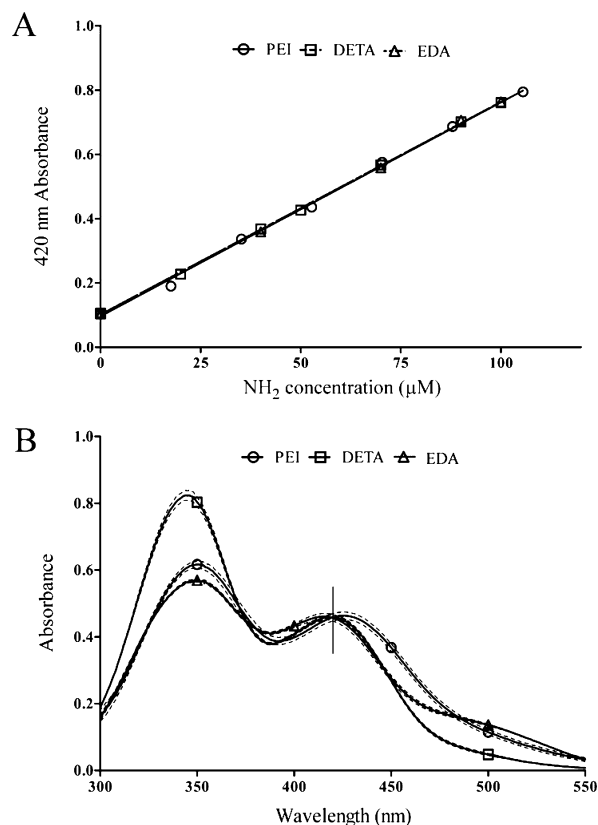 A
PEI DETA EDA
1.0
0.8
0.6
0.4
0.2
0.0
420 nm Absorbance
0 25 50 75 100
NH2 concentration (µM)
B
PEI DETA EDA
1.0
0.8
0.6
0.4
0.2
0.0
Absorbance
300 350 400 450 500 550
Wavelength (nm)